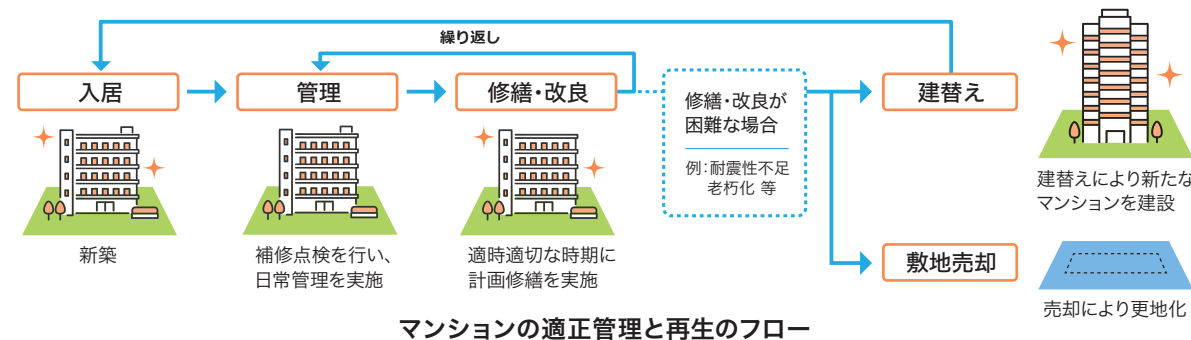 繰り返し
入居
管理
修繕・改良
修繕・改良が
困難な場合
例：耐震性不足
老朽化 等
建替え
敷地売却
新築
補修点検を行い、
日常管理を実施
適時適切な時期に
計画修繕を実施
建替えにより新たな
マンションを建設
売却により更地化
マンションの適正管理と再生のフロー